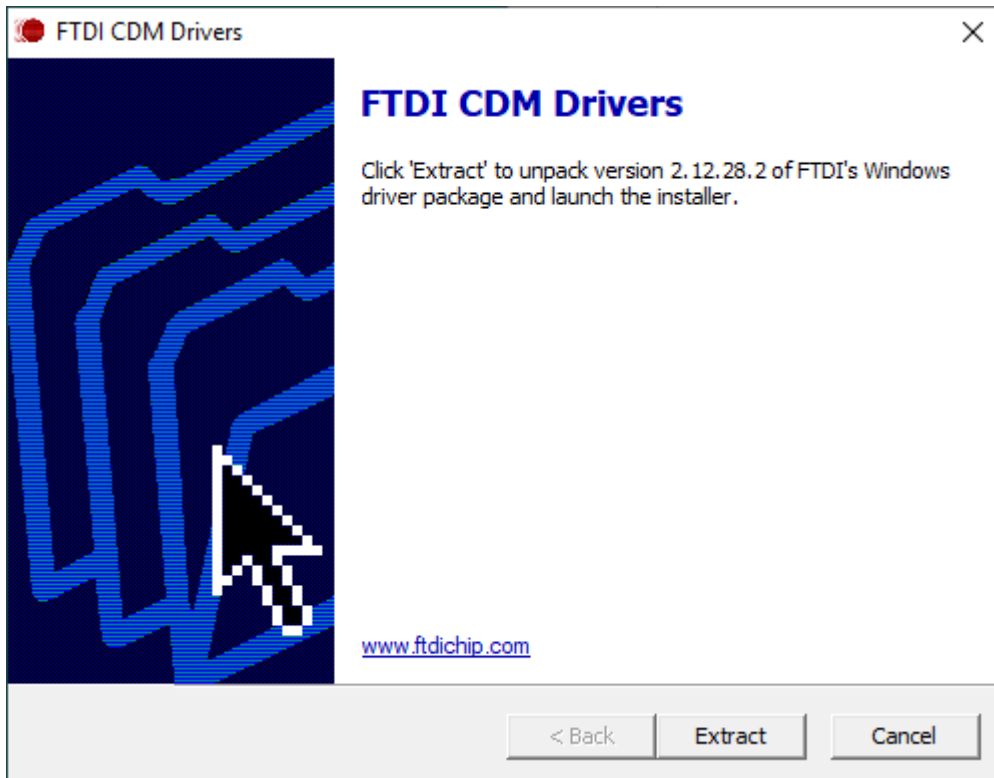 FTDI CDM Drivers
FTDI CDM Drivers
Click 'Extract' to unpack version 2.12.28.2 of FTDI's Windows
driver package and launch the installer.
www.ftdichip.com
< Back
Extract
Cancel